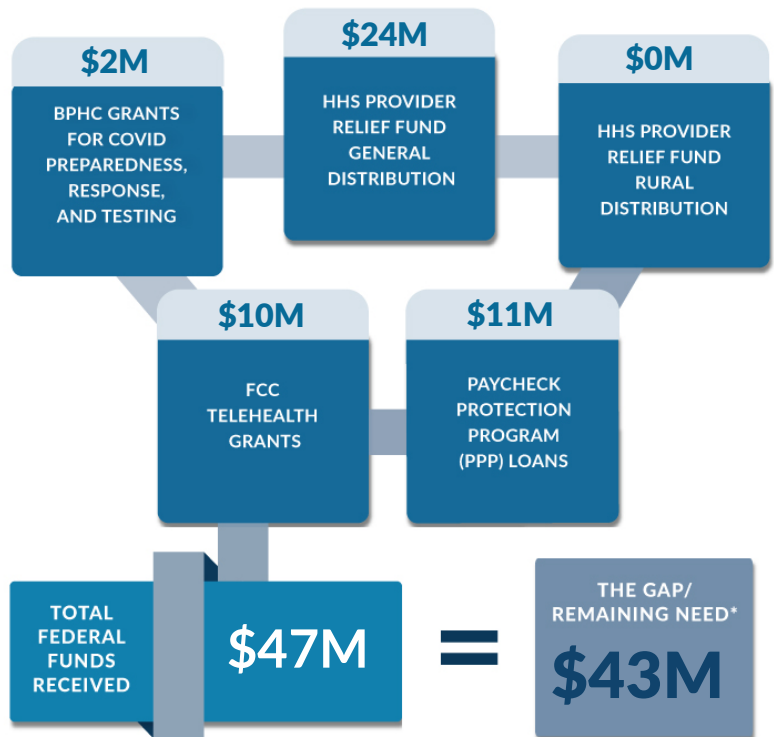 $2M
BPHC GRANTS
FOR COVID
PREPAREDNESS,
RESPONSE,
AND TESTING
$24M
HHS PROVIDER
RELIEF FUND
GENERAL
DISTRIBUTION
$0M
HHS PROVIDER
RELIEF FUND
RURAL
DISTRIBUTION
$10M
FCC
TELEHEALTH
GRANTS
$11M
PAYCHECK
PROTECTION
PROGRAM
(PPP) LOANS
TOTAL
FEDERAL
FUNDS
RECEIVED
$47M
=
THE GAP/
REMAINING NEED*
$43M